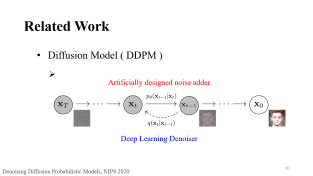 Related Work
• Diffusion Model ( DDPM )
➢
Artificially designed noise adder
x_T → ··· → x_t → x_{t−1} → ··· → x_0
p_θ(x_{t−1}|x_t)
q(x_t|x_{t−1})
Deep Learning Denoiser
Denoising Diffusion Probabilistic Models, NIPS 2020